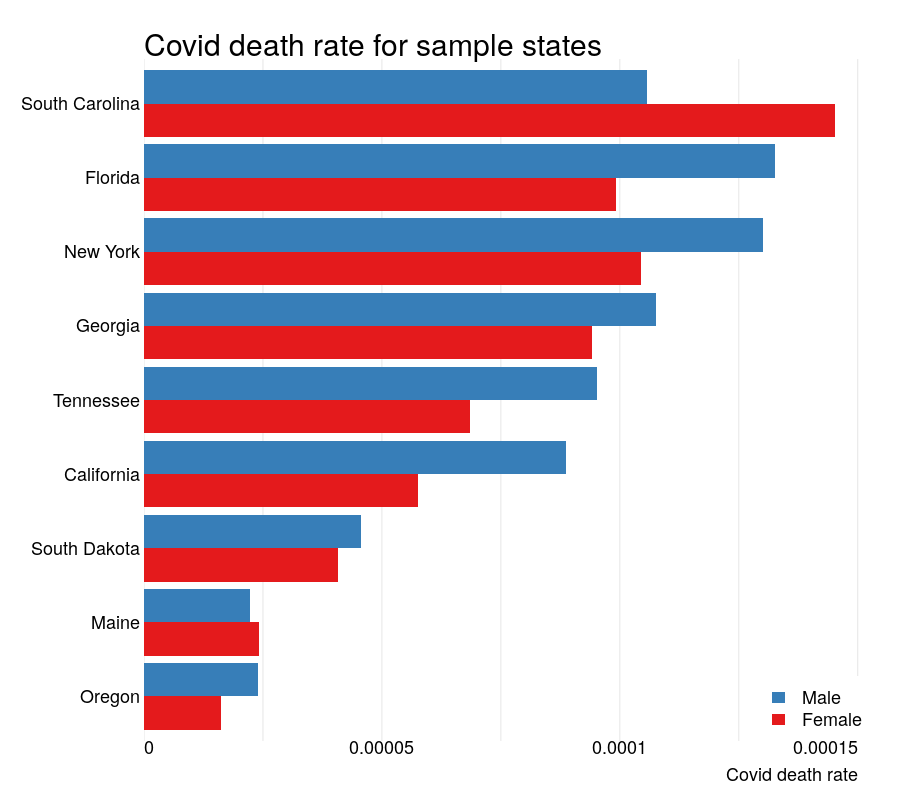 Covid death rate for sample states
South Carolina
Florida
New York
Georgia
Tennessee
California
South Dakota
Maine
Oregon
Male
Female
0 0.00005 0.0001 0.00015
Covid death rate